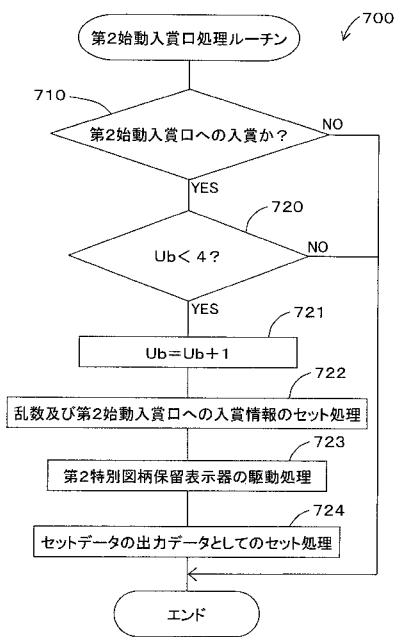 第2始動入賞口処理ルーチン
700
710
第2始動入賞口への入賞か?
NO
YES
720
Ub<4?
NO
YES
721
Ub=Ub+1
722
乱数及び第2始動入賞口への入賞情報のセット処理
723
第2特別図柄保留表示器の駆動処理
724
セットデータの出力データとしてのセット処理
エンド